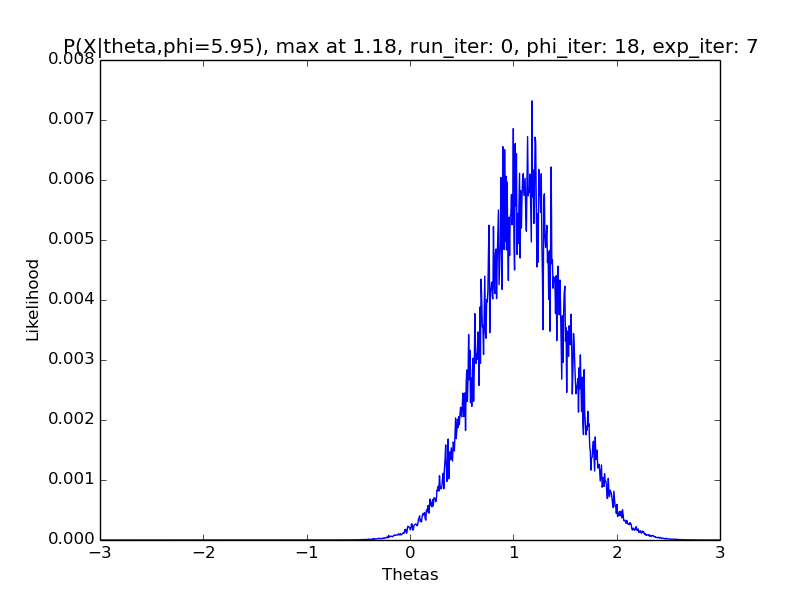 P(X|theta,phi=5.95), max at 1.18, run_iter: 0, phi_iter: 18, exp_iter: 7
0.008
0.007
0.006
0.005
0.004
0.003
0.002
0.001
0.000
Likelihood
−3 −2 −1 0 1 2 3
Thetas